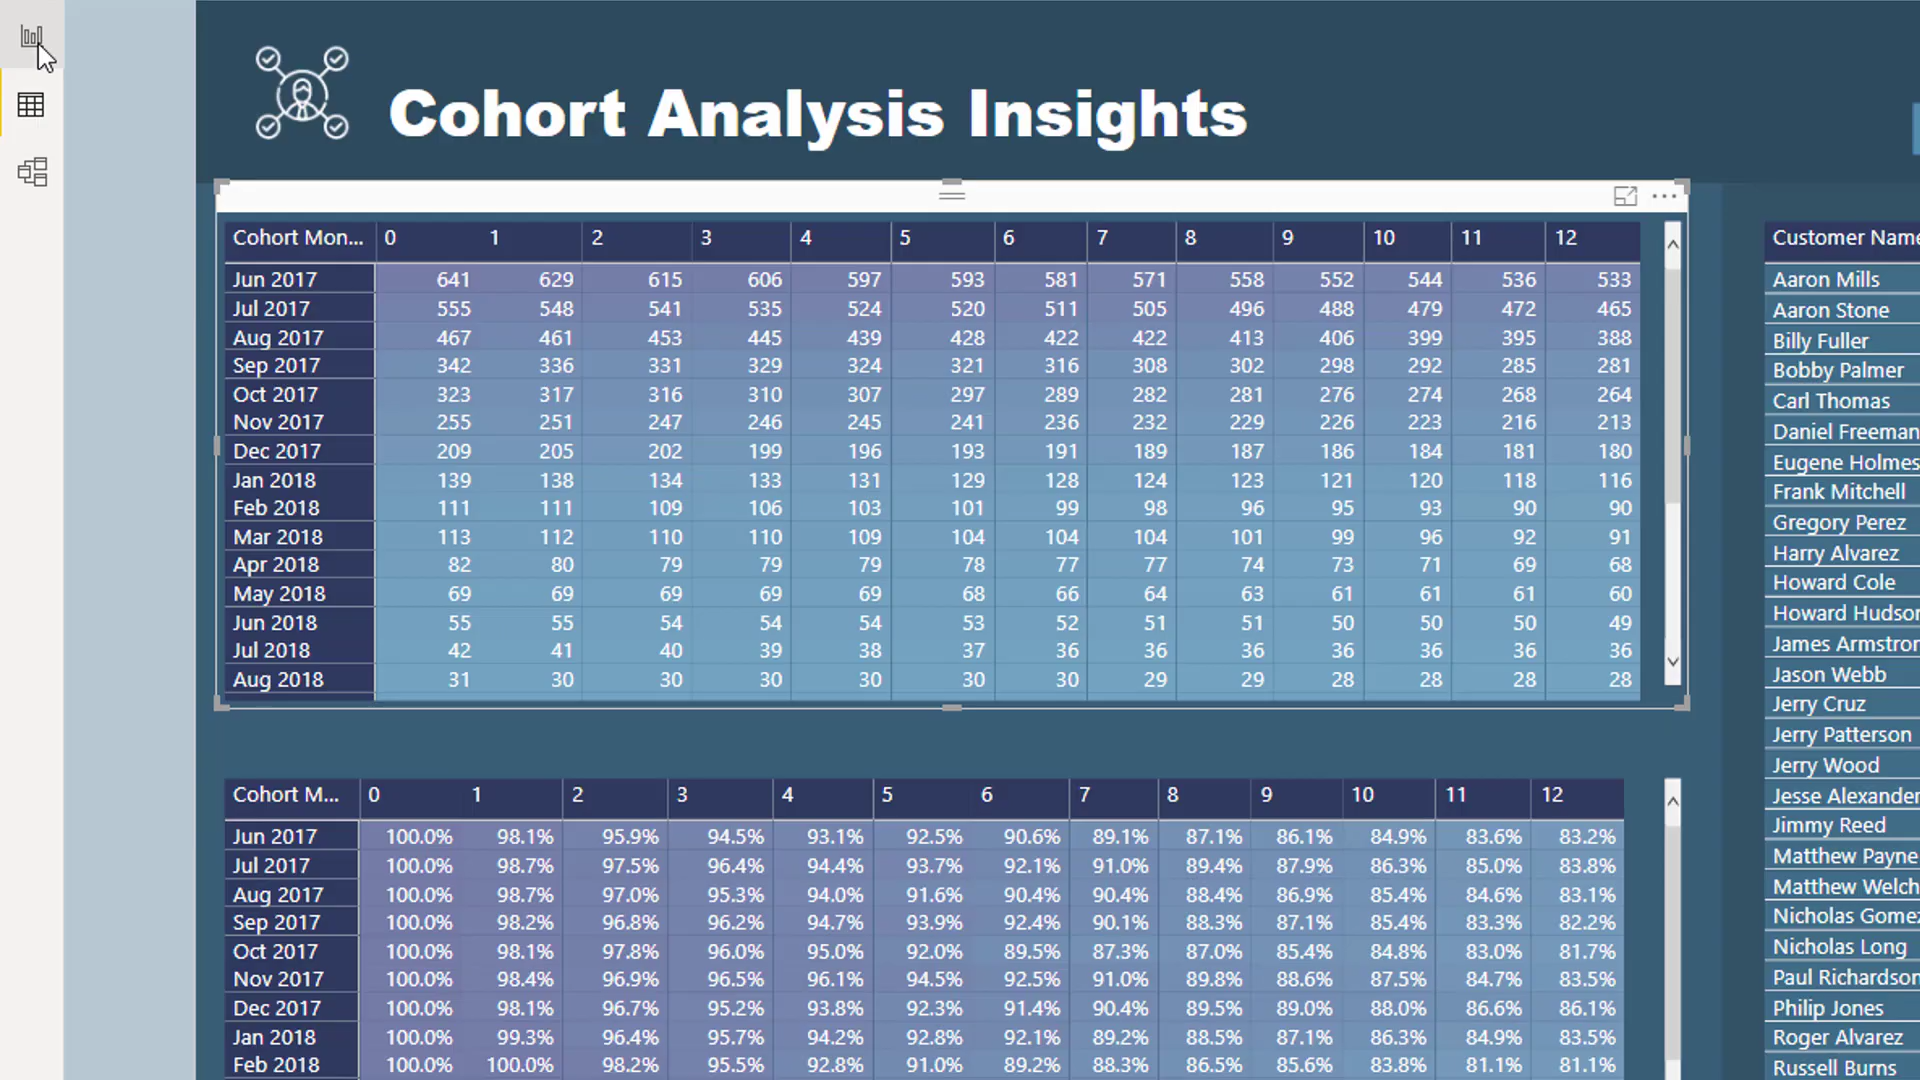 Cohort Analysis Insights
Cohort Mon... 0 1 2 3 4 5 6 7 8 9 10 11 12
Jun 2017 641 629 615 606 597 593 581 571 558 552 544 536 533
Jul 2017 555 548 541 535 524 520 511 505 496 488 479 472 465
Aug 2017 467 461 453 445 439 428 422 422 413 406 399 395 388
Sep 2017 342 336 331 329 324 321 316 308 302 298 292 285 281
Oct 2017 323 317 316 310 307 297 289 282 281 276 274 268 264
Nov 2017 255 251 247 246 245 241 236 232 229 226 223 216 213
Dec 2017 209 205 202 199 196 193 191 189 187 186 184 181 180
Jan 2018 139 138 134 133 131 129 128 124 123 121 120 118 116
Feb 2018 111 111 109 106 103 101 99 98 96 95 93 90 90
Mar 2018 113 112 110 110 109 104 104 104 101 99 96 92 91
Apr 2018 82 80 79 79 79 78 77 77 74 73 71 69 68
May 2018 69 69 69 69 69 68 66 64 63 61 61 61 60
Jun 2018 55 55 54 54 54 53 52 51 51 50 50 50 49
Jul 2018 42 41 40 39 38 37 36 36 36 36 36 36 36
Aug 2018 31 30 30 30 30 30 30 29 29 28 28 28 28
Cohort M... 0 1 2 3 4 5 6 7 8 9 10 11 12
Jun 2017 100.0% 98.1% 95.9% 94.5% 93.1% 92.5% 90.6% 89.1% 87.1% 86.1% 84.9% 83.6% 83.2%
Jul 2017 100.0% 98.7% 97.5% 96.4% 94.4% 93.7% 92.1% 91.0% 89.4% 87.9% 86.3% 85.0% 83.8%
Aug 2017 100.0% 98.7% 97.0% 95.3% 94.0% 91.6% 90.4% 90.4% 88.4% 86.9% 85.4% 84.6% 83.1%
Sep 2017 100.0% 98.2% 96.8% 96.2% 94.7% 93.9% 92.4% 90.1% 88.3% 87.1% 85.4% 83.3% 82.2%
Oct 2017 100.0% 98.1% 97.8% 96.0% 95.0% 92.0% 89.5% 87.3% 87.0% 85.4% 84.8% 83.0% 81.7%
Nov 2017 100.0% 98.4% 96.9% 96.5% 96.1% 94.5% 92.5% 91.0% 89.8% 88.6% 87.5% 84.7% 83.5%
Dec 2017 100.0% 98.1% 96.7% 95.2% 93.8% 92.3% 91.4% 90.4% 89.5% 89.0% 88.0% 86.6% 86.1%
Jan 2018 100.0% 99.3% 96.4% 95.7% 94.2% 92.8% 92.1% 89.2% 88.5% 87.1% 86.3% 84.9% 83.5%
Feb 2018 100.0% 100.0% 98.2% 95.5% 92.8% 91.0% 89.2% 88.3% 86.5% 85.6% 83.8% 81.1% 81.1%
Customer Name
Aaron Mills
Aaron Stone
Billy Fuller
Bobby Palmer
Carl Thomas
Daniel Freeman
Eugene Holmes
Frank Mitchell
Gregory Perez
Harry Alvarez
Howard Cole
Howard Hudson
James Armstror
Jason Webb
Jerry Cruz
Jerry Patterson
Jerry Wood
Jesse Alexander
Jimmy Reed
Matthew Payne
Matthew Welch
Nicholas Gomez
Nicholas Long
Paul Richardson
Philip Jones
Roger Alvarez
Russell Burns